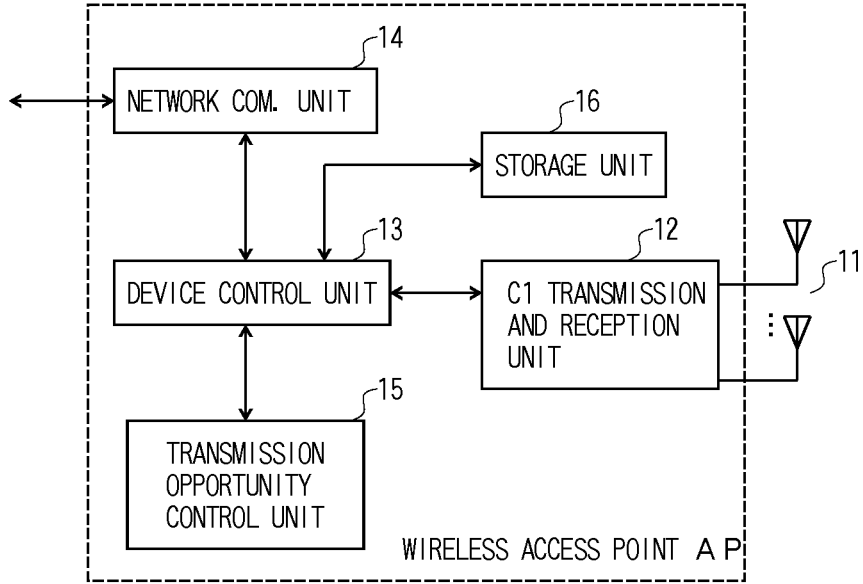 14
NETWORK COM. UNIT
16
STORAGE UNIT
13
DEVICE CONTROL UNIT
12
C1 TRANSMISSION
AND RECEPTION
UNIT
11
15
TRANSMISSION
OPPORTUNITY
CONTROL UNIT
WIRELESS ACCESS POINT AP